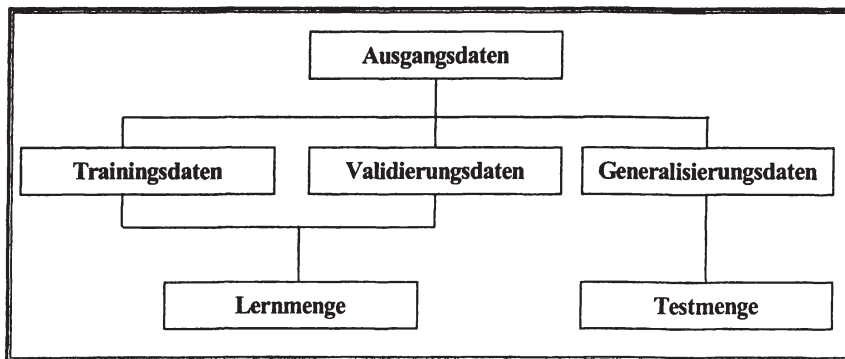 Ausgangsdaten
Trainingsdaten
Validierungsdaten
Generalisierungsdaten
Lernmenge
Testmenge